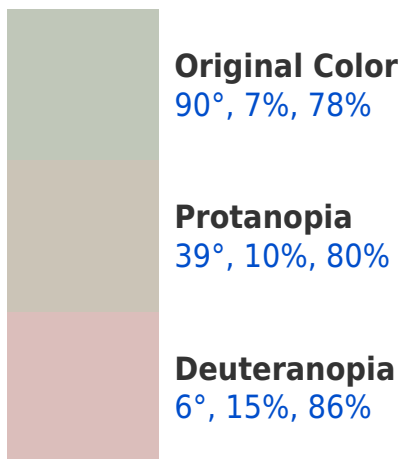 Original Color
90°, 7%, 78%
Protanopia
39°, 10%, 80%
Deuteranopia
6°, 15%, 86%